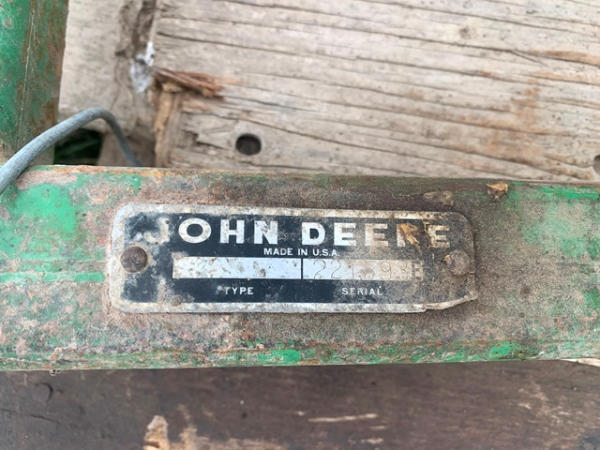 JOHN DEERE
MADE IN U.S.A.
TYPE SERIAL